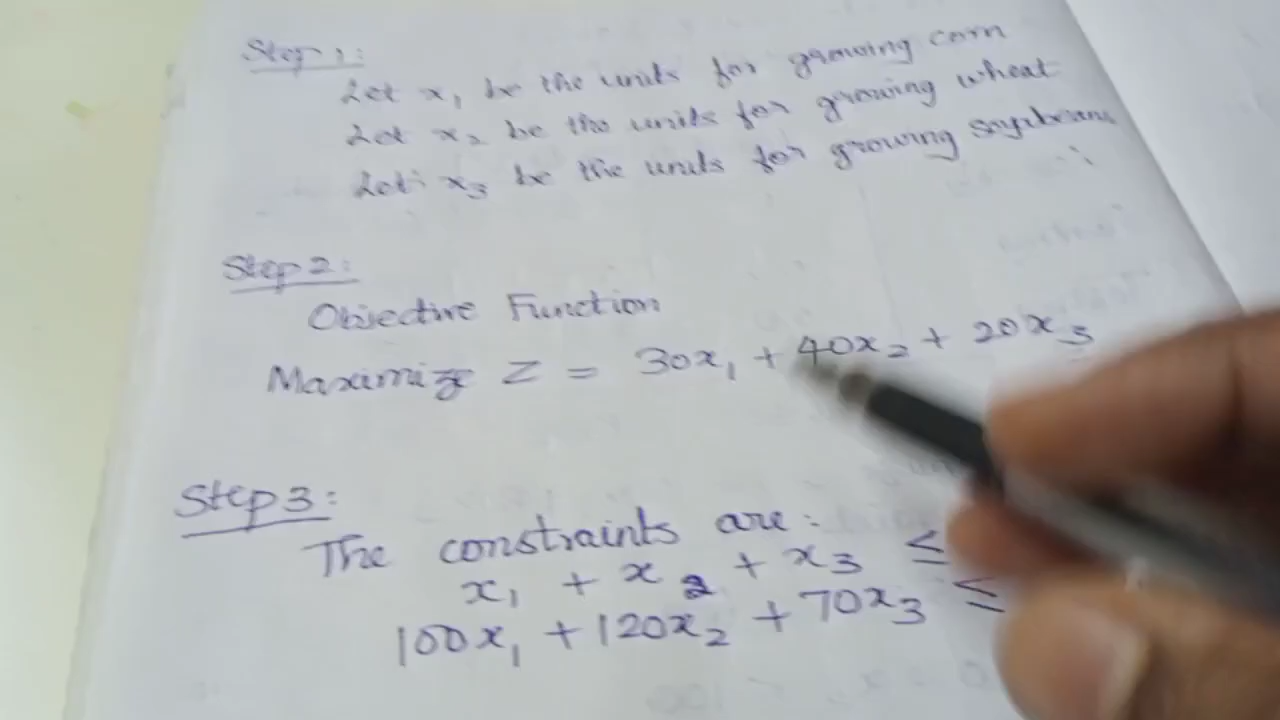 Step 1:
Let x₁ be the units for growing corn
Let x₂ be the units for growing wheat
Let x₃ be the units for growing soyabeans
Step 2:
Objective Function
Maximize Z = 30x₁ + 40x₂ + 20x₃
Step 3:
The constraints are:
x₁ + x₂ + x₃ ≤
100x₁ + 120x₂ + 70x₃ ≤